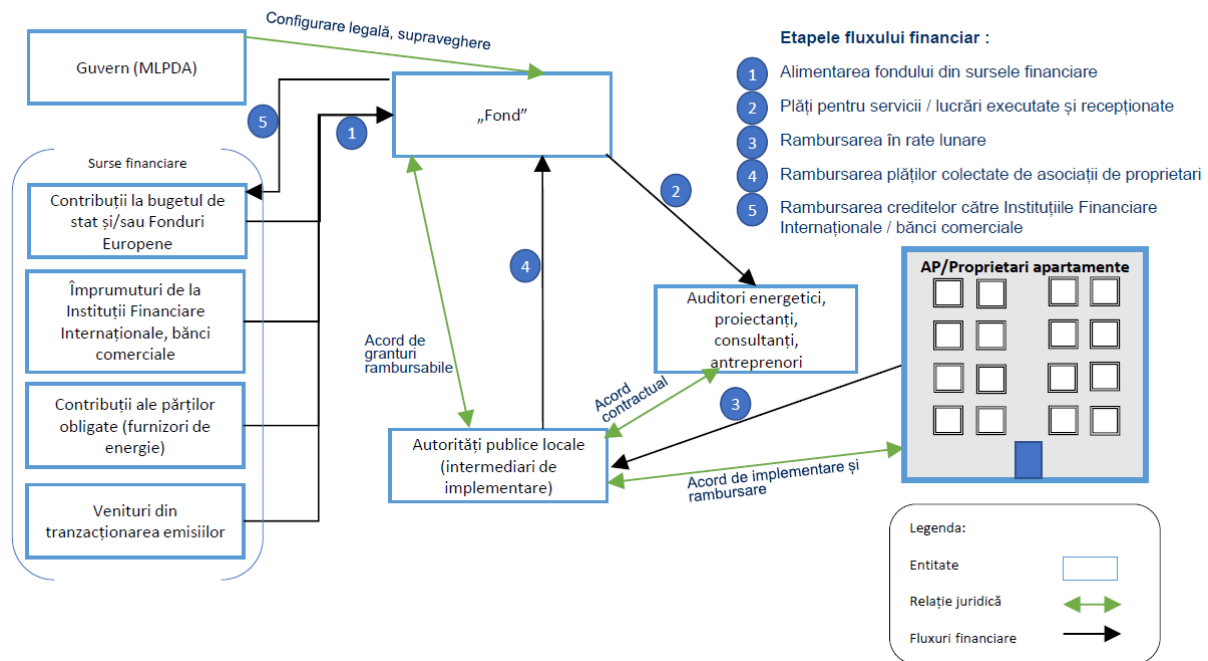 Configurare legală, supraveghere
Guvern (MLPDA)
„Fond”
5
1
Surse financiare
Contribuții la bugetul de
stat și/sau Fonduri
Europene
Împrumuturi de la
Instituții Financiare
Internaționale, bănci
comerciale
Contribuții ale părților
obligate (furnizori de
energie)
Venituri din
tranzacționarea emisiilor
Etapele fluxului financiar :
1 Alimentarea fondului din sursele financiare
2 Plăți pentru servicii / lucrări executate și recepționate
3 Rambursarea în rate lunare
4 Rambursarea plăților colectate de asociații de proprietari
5 Rambursarea creditelor către Instituțiile Financiare
Internaționale / bănci comerciale
2
4
Acord de
granturi
rambursabile
Auditori energetici,
proiectanți,
consultanți,
antreprenori
Acord
contractual
3
AP/Proprietari apartamente
Autorități publice locale
(intermediari de
implementare)
Acord de implementare și
rambursare
Legenda:
Entitate
Relație juridică
Fluxuri financiare